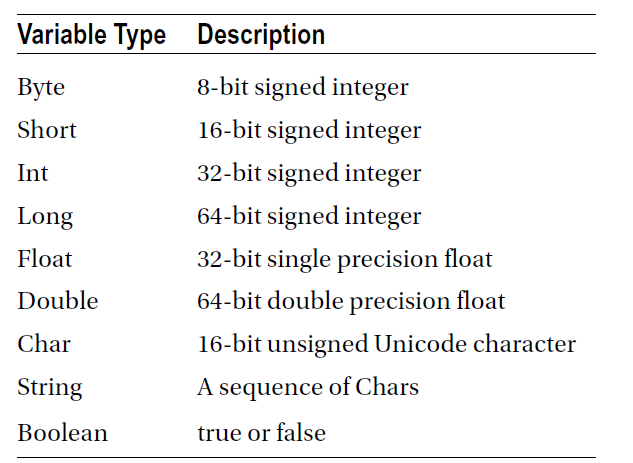 Variable Type Description
Byte 8-bit signed integer
Short 16-bit signed integer
Int 32-bit signed integer
Long 64-bit signed integer
Float 32-bit single precision float
Double 64-bit double precision float
Char 16-bit unsigned Unicode character
String A sequence of Chars
Boolean true or false